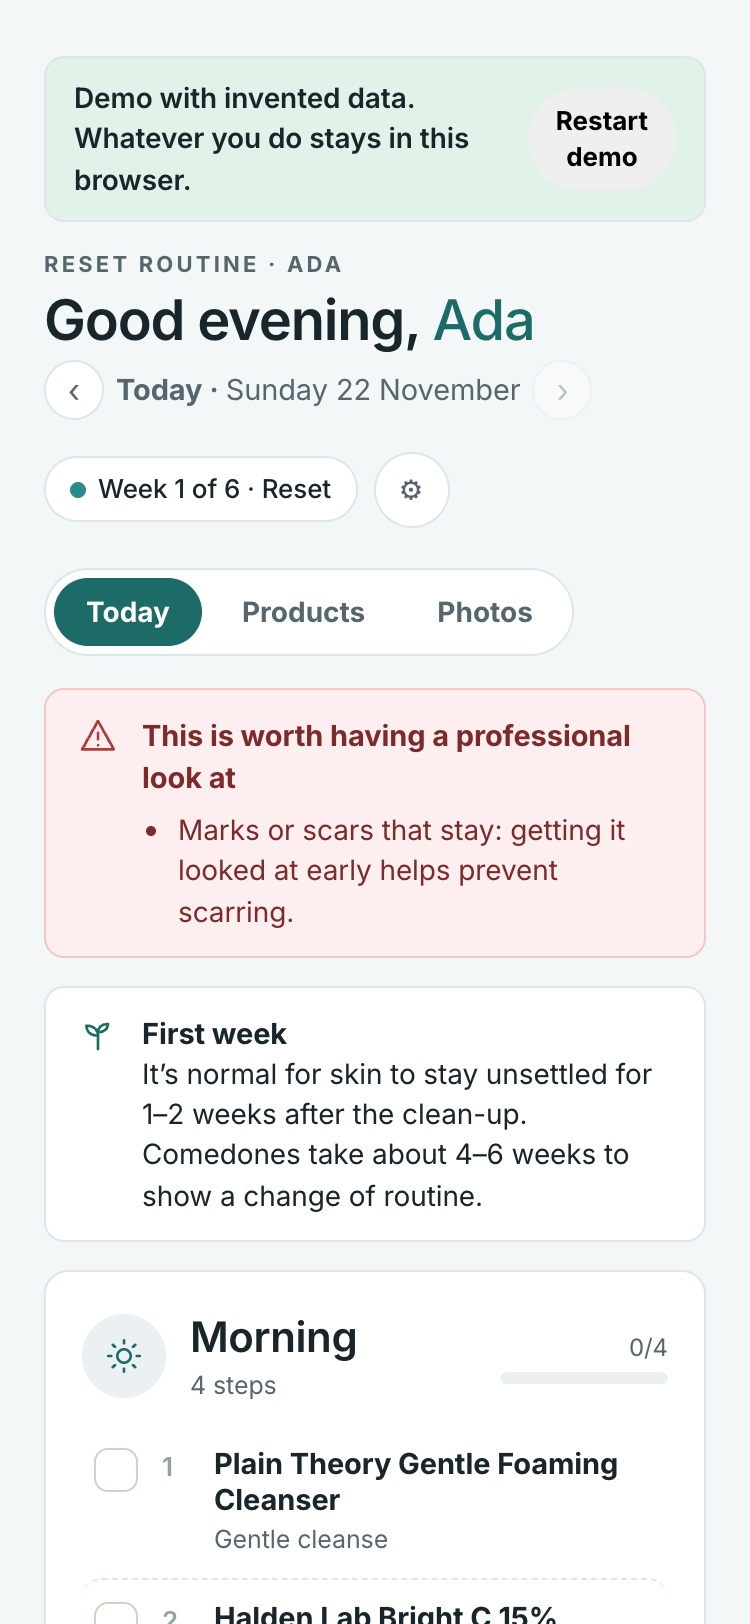 Demo with invented data.
Whatever you do stays in this
browser.
Restart
demo
RESET ROUTINE · ADA
Good evening, Ada
‹ Today · Sunday 22 November ›
Week 1 of 6 · Reset
Today Products Photos
This is worth having a professional
look at
• Marks or scars that stay: getting it
looked at early helps prevent
scarring.
First week
It’s normal for skin to stay unsettled for
1–2 weeks after the clean-up.
Comedones take about 4–6 weeks to
show a change of routine.
Morning
0/4
4 steps
1 Plain Theory Gentle Foaming
Cleanser
Gentle cleanse
2 Halden Lab Bright C 15%